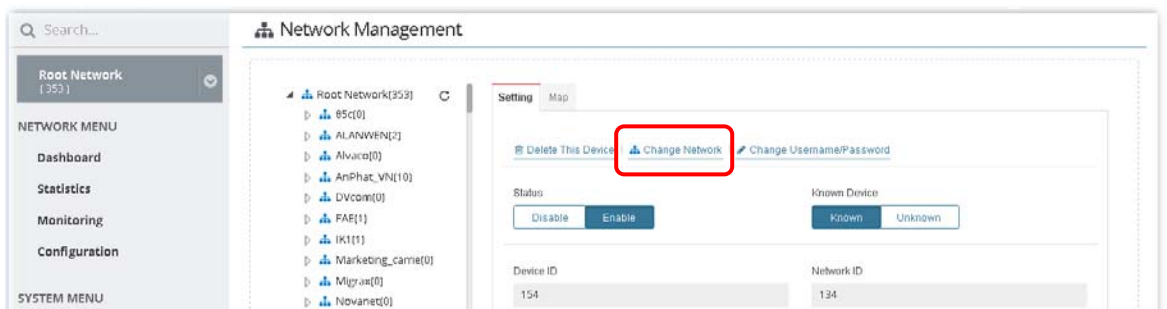 Search...
Network Management
Root Network
[353]
NETWORK MENU
Dashboard
Statistics
Monitoring
Configuration
SYSTEM MENU
Root Network[353]
85c[0]
ALANWEN[2]
Alvaco[0]
AnPhat_VN[10]
DVcom[0]
FAE[1]
IK1[1]
Marketing_carrie[0]
Migrax[0]
Novanet[0]
Setting Map
Delete This Device Change Network Change Username/Password
Status Known Device
Disable Enable Known Unknown
Device ID Network ID
154 134